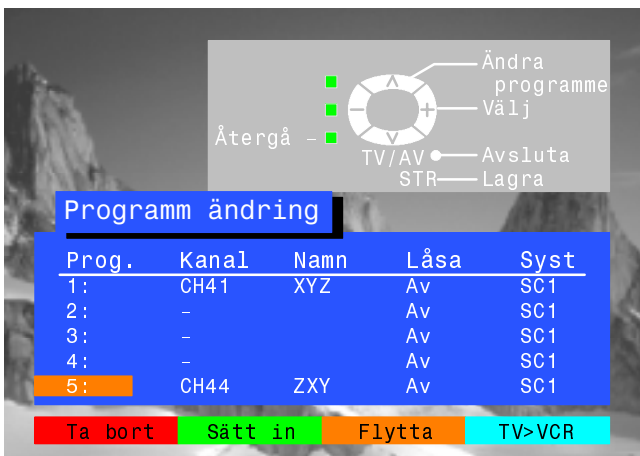 Ändra
programme
Välj
Återgå –
TV/AV Avsluta
STR Lagra
Programm ändring
Prog. Kanal Namn Låsa Syst
1: CH41 XYZ Av SC1
2: – Av SC1
3: – Av SC1
4: – Av SC1
5: CH44 ZXY Av SC1
Ta bort Sätt in Flytta TV>VCR